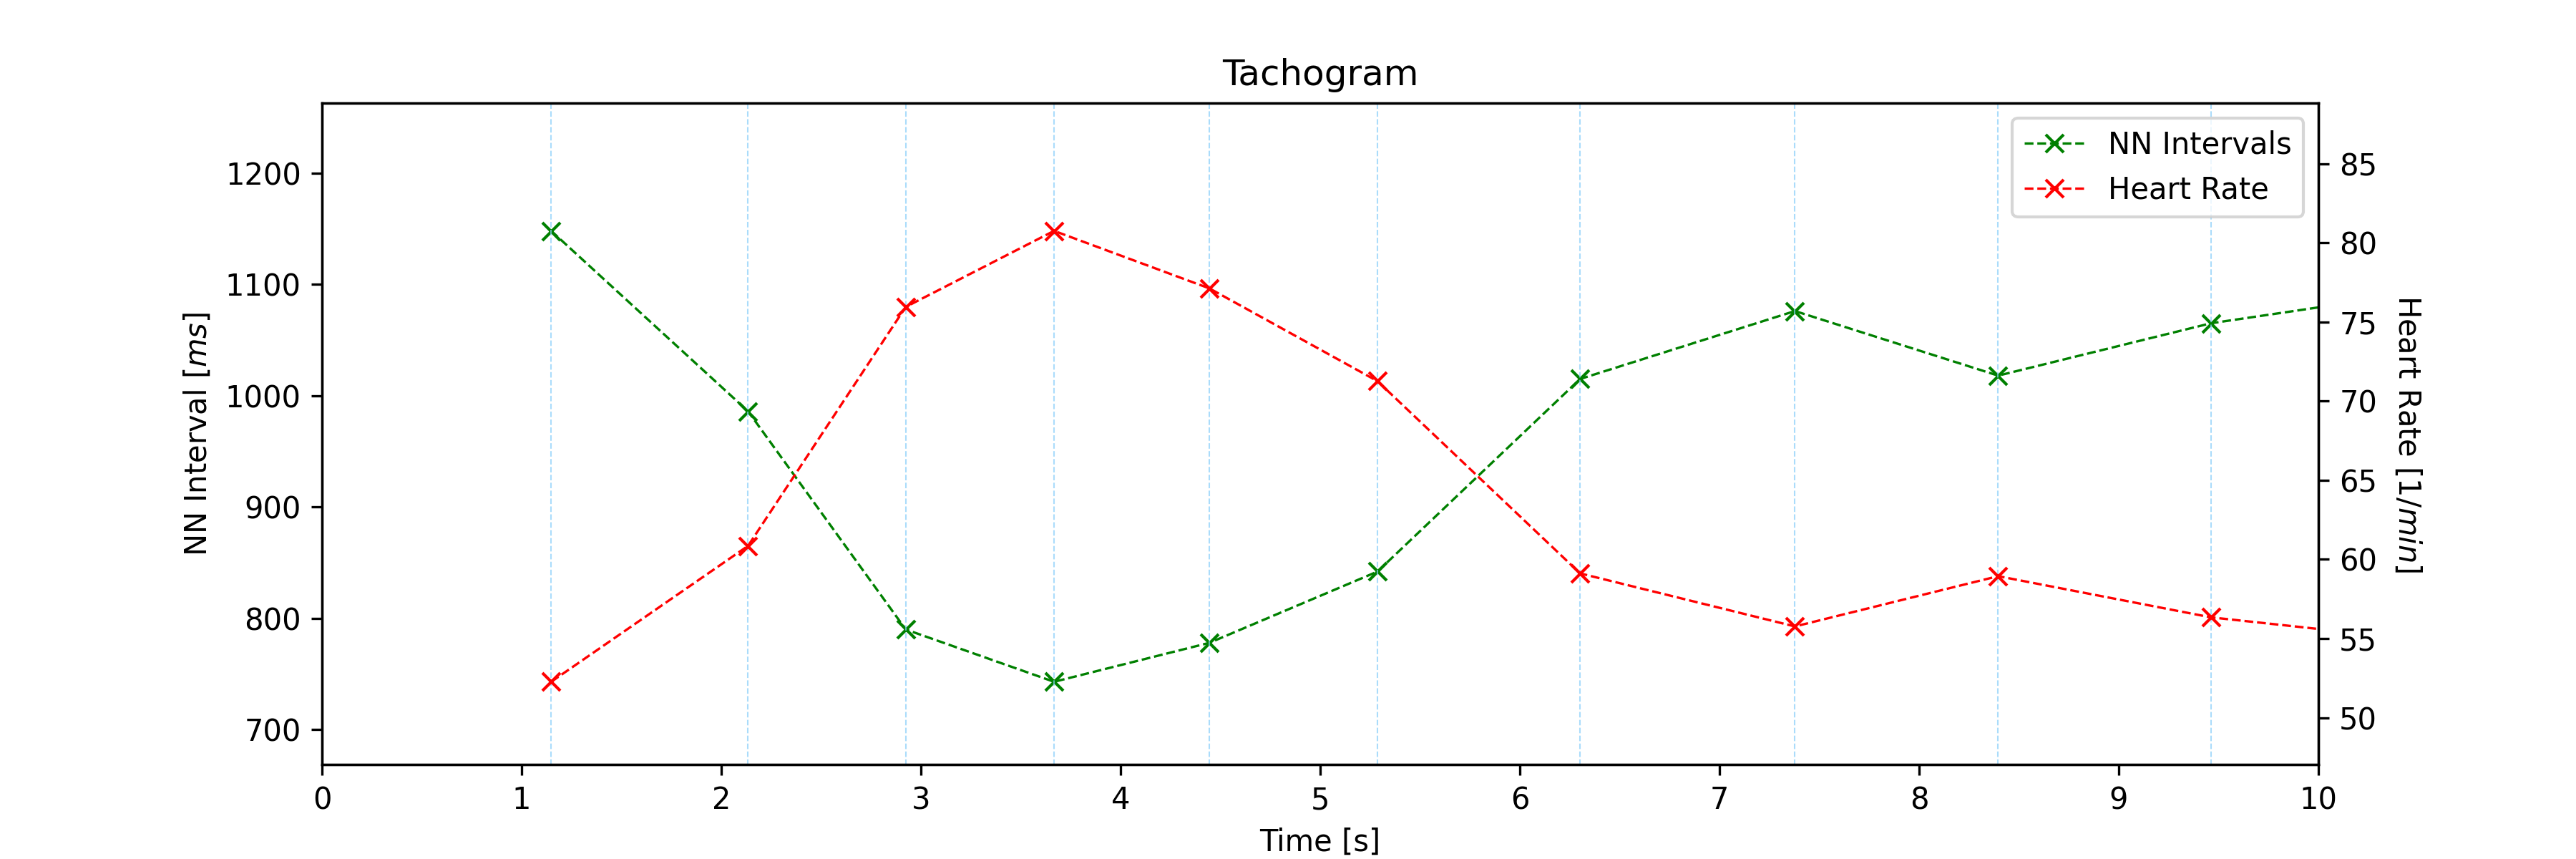 Tachogram
NN Intervals
Heart Rate
1200
1100
1000
900
800
700
NN Interval [ms]
85
80
75
70
65
60
55
50
Heart Rate [1/min]
0 1 2 3 4 5 6 7 8 9 10
Time [s]